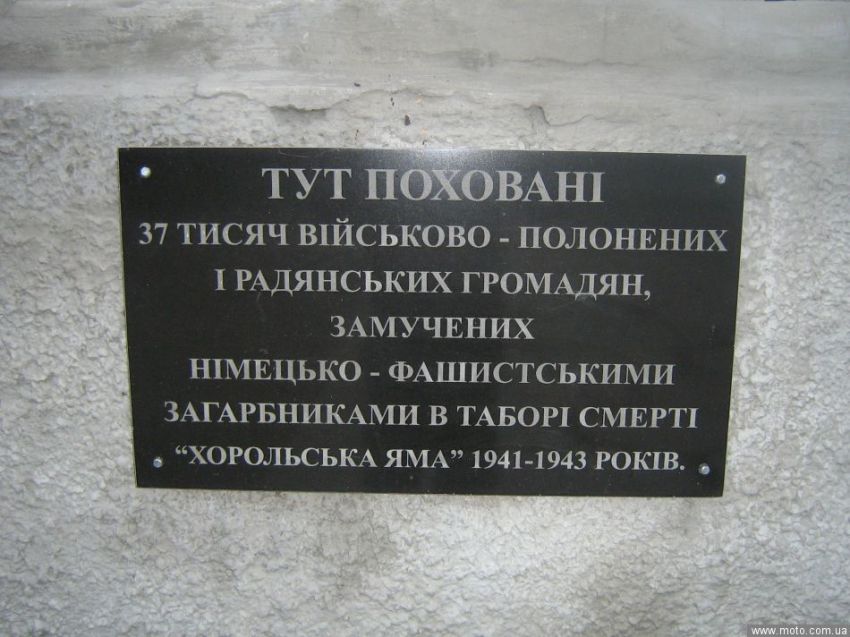 ТУТ ПОХОВАНІ
37 ТИСЯЧ ВІЙСЬКОВО - ПОЛОНЕНИХ
І РАДЯНСЬКИХ ГРОМАДЯН,
ЗАМУЧЕНИХ
НІМЕЦЬКО - ФАШИСТСЬКИМИ
ЗАГАРБНИКАМИ В ТАБОРІ СМЕРТІ
“ХОРОЛЬСЬКА ЯМА” 1941-1943 РОКІВ.
www.moto.com.ua